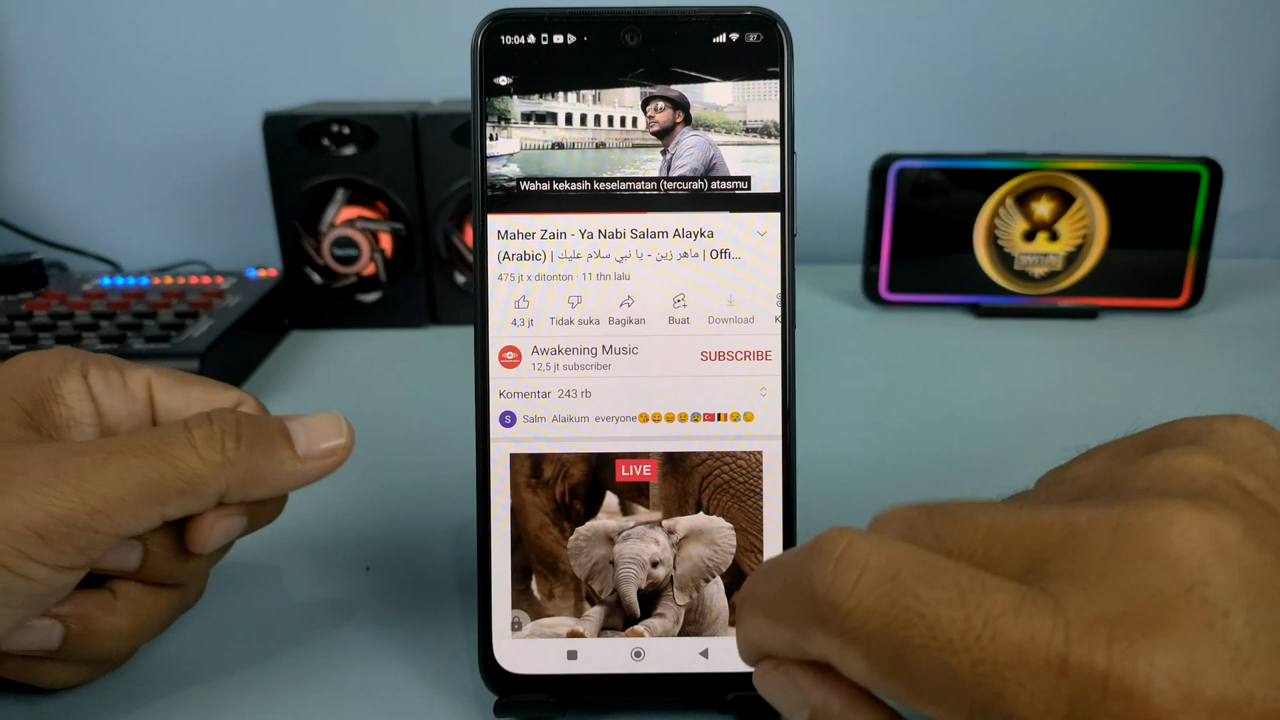 10:04
27
Wahai kekasih keselamatan (tercurah) atasmu
Maher Zain - Ya Nabi Salam Alayka
(Arabic) | ماهر زين - يا نبي سلام عليك | Offi...
475 jt x ditonton · 11 thn lalu
4,3 jt
Tidak suka
Bagikan
Buat
Download
K
Awakening Music
SUBSCRIBE
12,5 jt subscriber
Komentar 243 rb
S
Salm Alaikum everyone😘😃😖😢😰🇹🇷🇧🇪😪😔
LIVE